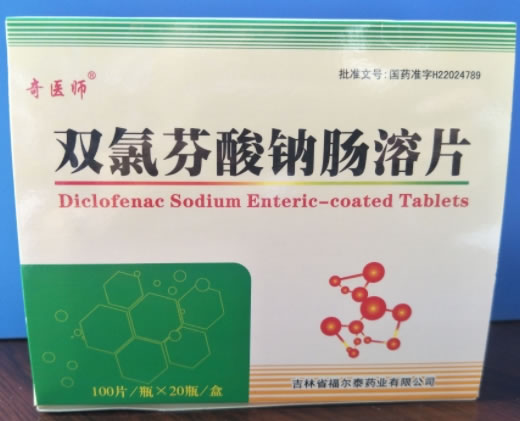 奇医师®
批准文号:国药准字H22024789
双氯芬酸钠肠溶片
Diclofenac Sodium Enteric-coated Tablets
100片/瓶×20瓶/盒
吉林省福尔泰药业有限公司